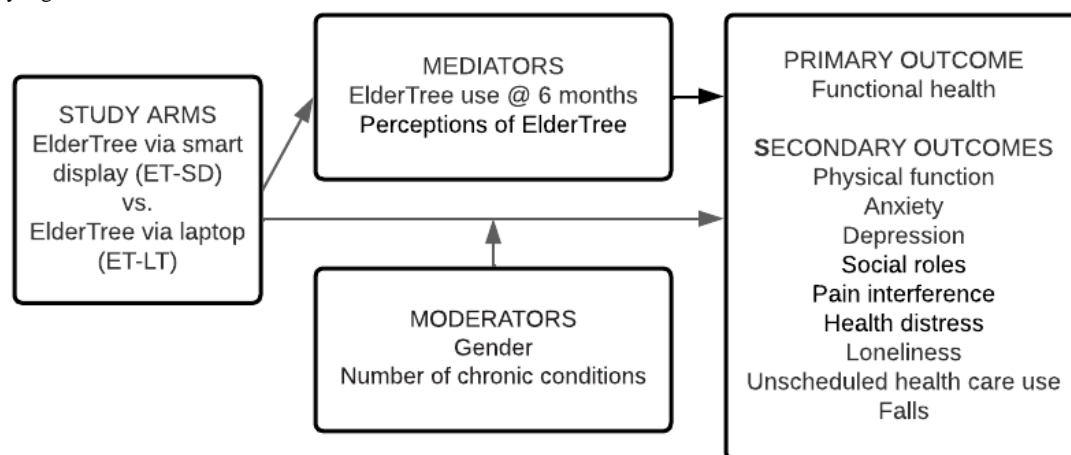 STUDY ARMS
ElderTree via smart
display (ET-SD)
vs.
ElderTree via laptop
(ET-LT)
MEDIATORS
ElderTree use @ 6 months
Perceptions of ElderTree
MODERATORS
Gender
Number of chronic conditions
PRIMARY OUTCOME
Functional health
SECONDARY OUTCOMES
Physical function
Anxiety
Depression
Social roles
Pain interference
Health distress
Loneliness
Unscheduled health care use
Falls